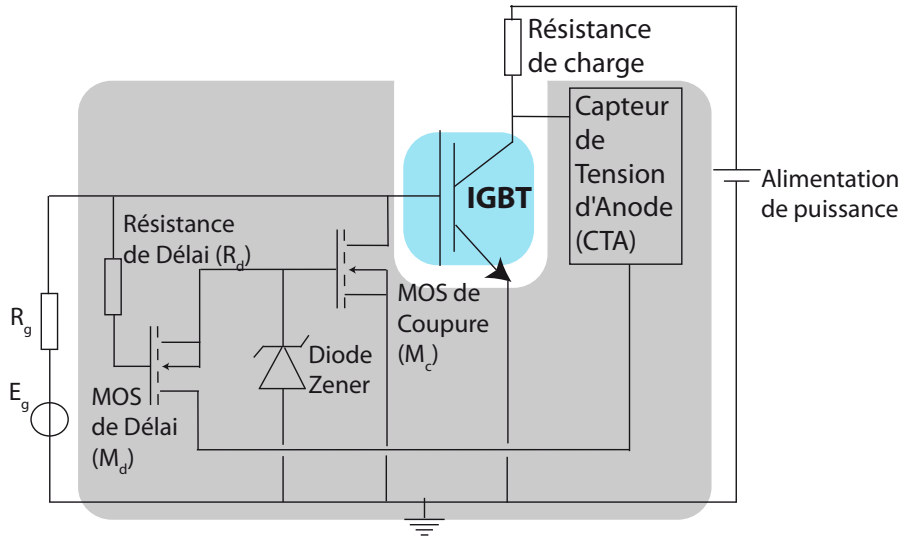 Résistance
de charge
Capteur
de
Tension
d'Anode
(CTA)
IGBT
Alimentation
de puissance
Résistance
de Délai (Rd)
MOS de
Coupure
(Mc)
Rg
Diode
Zener
Eg
MOS
de Délai
(Md)